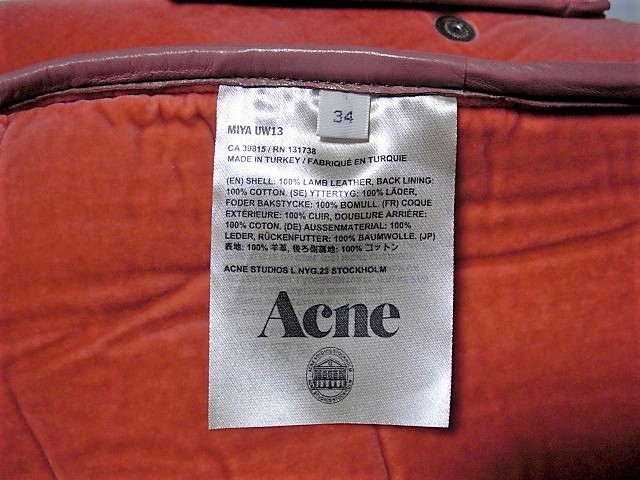 34
MIYA UW13
CA 39815 / RN 131738
MADE IN TURKEY / FABRIQUÉ EN TURQUIE
(EN) SHELL: 100% LAMB LEATHER, BACK LINING:
100% COTTON. (SE) YTTERTYG: 100% LÄDER,
FODER BAKSTYCKE: 100% BOMULL. (FR) COQUE
EXTÉRIEURE: 100% CUIR, DOUBLURE ARRIÈRE:
100% COTON. (DE) AUSSENMATERIAL: 100%
LEDER, RÜCKENFUTTER: 100% BAUMWOLLE. (JP)
表地: 100% 羊革, 後ろ側裏地: 100% コットン
ACNE STUDIOS L.NYG.23 STOCKHOLM
Acne